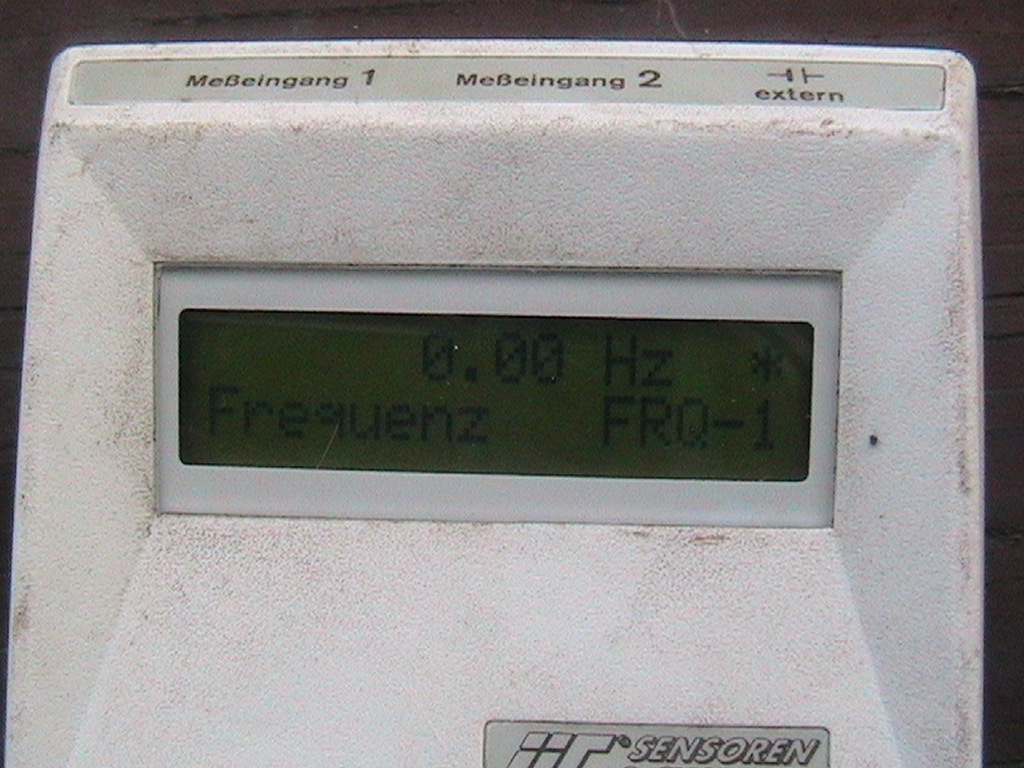 Meßeingang 1 Meßeingang 2
extern
0.00 Hz *
Frequenz FRQ-1
SENSOREN